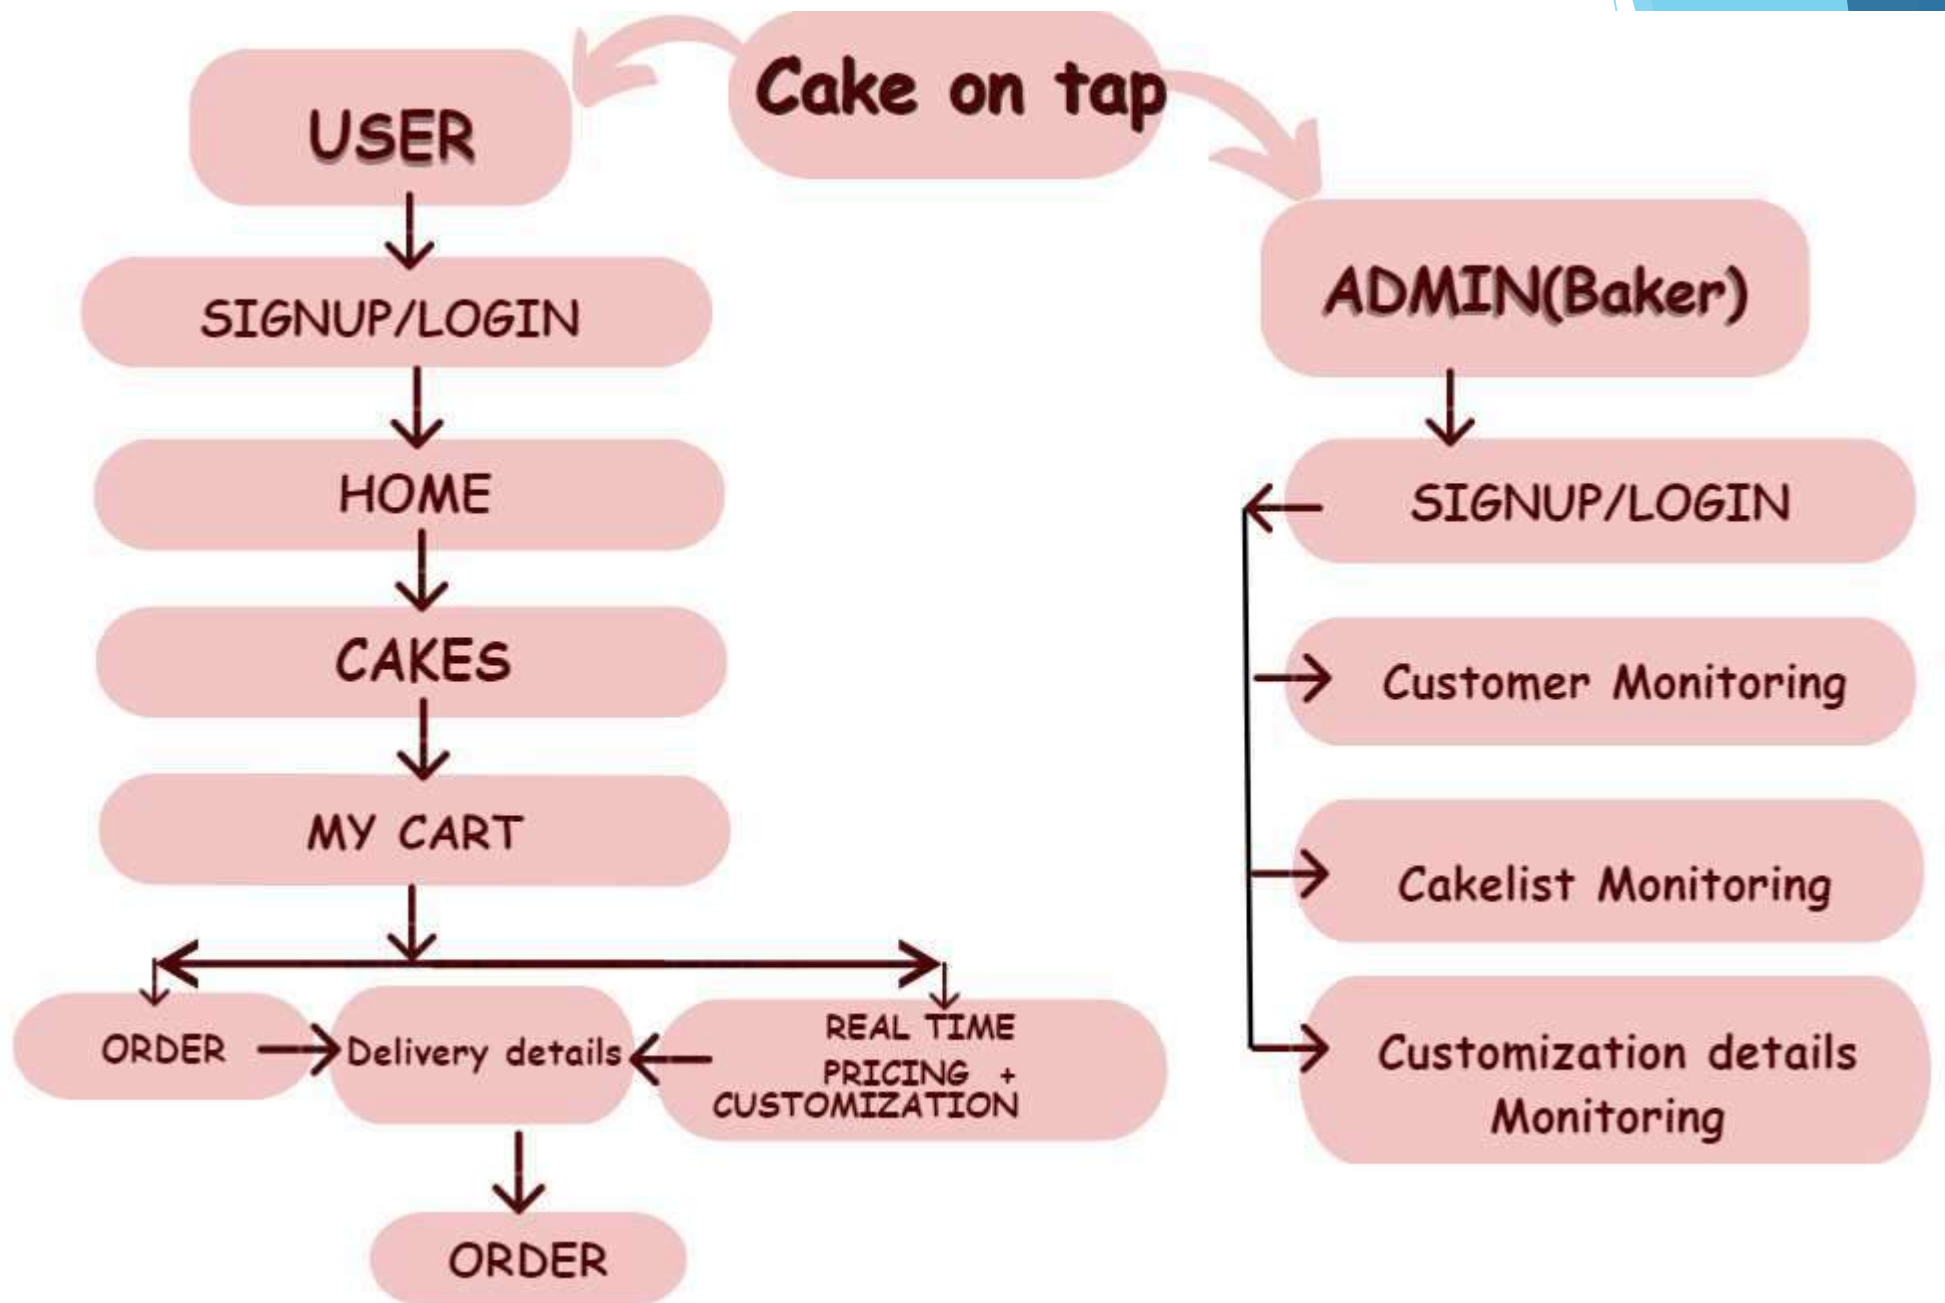 Cake on tap
USER
SIGNUP/LOGIN
HOME
CAKES
MY CART
ORDER
Delivery details
REAL TIME
PRICING +
CUSTOMIZATION
ORDER
ADMIN(Baker)
SIGNUP/LOGIN
Customer Monitoring
Cakelist Monitoring
Customization details
Monitoring